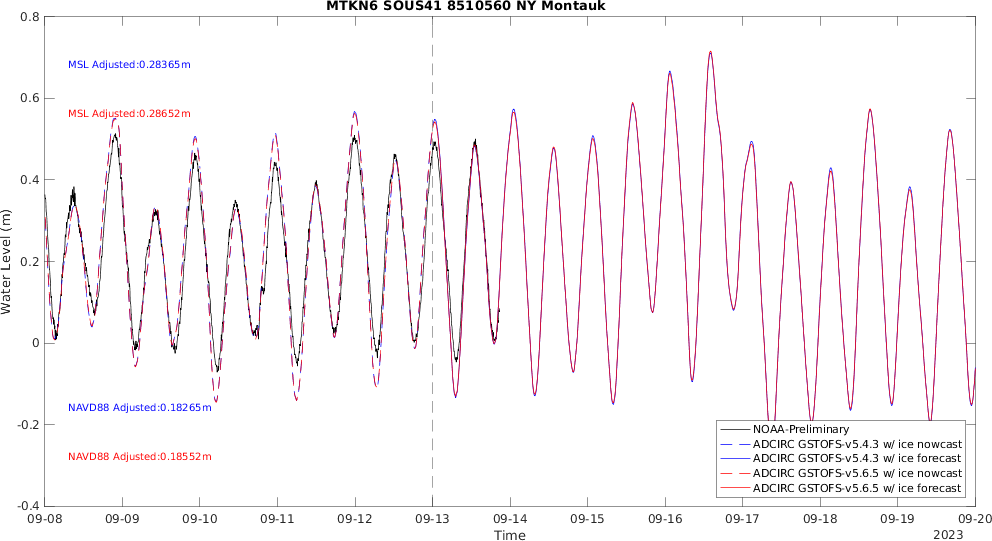 MTKN6 SOUS41 8510560 NY Montauk
0.8
MSL Adjusted:0.28365m
0.6
MSL Adjusted:0.28652m
0.4
Water Level (m)
0.2
0
NAVD88 Adjusted:0.18265m
-0.2
NAVD88 Adjusted:0.18552m
-0.4
NOAA-Preliminary
ADCIRC GSTOFS-v5.4.3 w/ ice nowcast
ADCIRC GSTOFS-v5.4.3 w/ ice forecast
ADCIRC GSTOFS-v5.6.5 w/ ice nowcast
ADCIRC GSTOFS-v5.6.5 w/ ice forecast
09-08 09-09 09-10 09-11 09-12 09-13 09-14 09-15 09-16 09-17 09-18 09-19 09-20
Time
2023